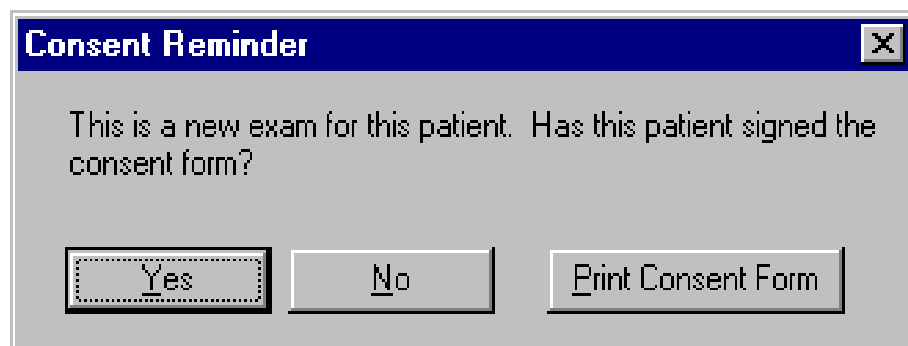 Consent Reminder
This is a new exam for this patient.  Has this patient signed the
consent form?
Yes
No
Print Consent Form